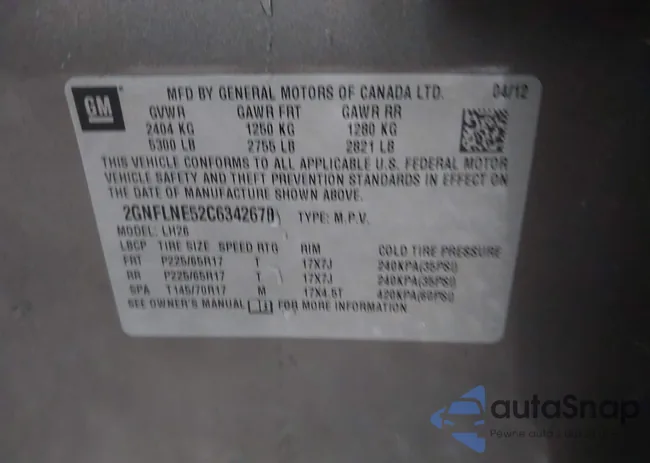 GM
MFD BY GENERAL MOTORS OF CANADA LTD. 04/12
GVWR GAWR FRT GAWR RR
2404 KG 1250 KG 1280 KG
5300 LB 2755 LB 2821 LB
THIS VEHICLE CONFORMS TO ALL APPLICABLE U.S. FEDERAL MOTOR
VEHICLE SAFETY AND THEFT PREVENTION STANDARDS IN EFFECT ON
THE DATE OF MANUFACTURE SHOWN ABOVE.
2GNFLNE52C6342670 TYPE: M.P.V.
MODEL: LH26
TIRE SIZE SPEED RTG RIM COLD TIRE PRESSURE
FRT P225/65R17 T 17X7J 240KPA(35PSI)
RR P225/65R17 T 17X7J 240KPA(35PSI)
SPA T145/70R17 M 17X4.5T 420KPA(60PSI)
SEE OWNER'S MANUAL FOR MORE INFORMATION
autaSnap
Pewne auta